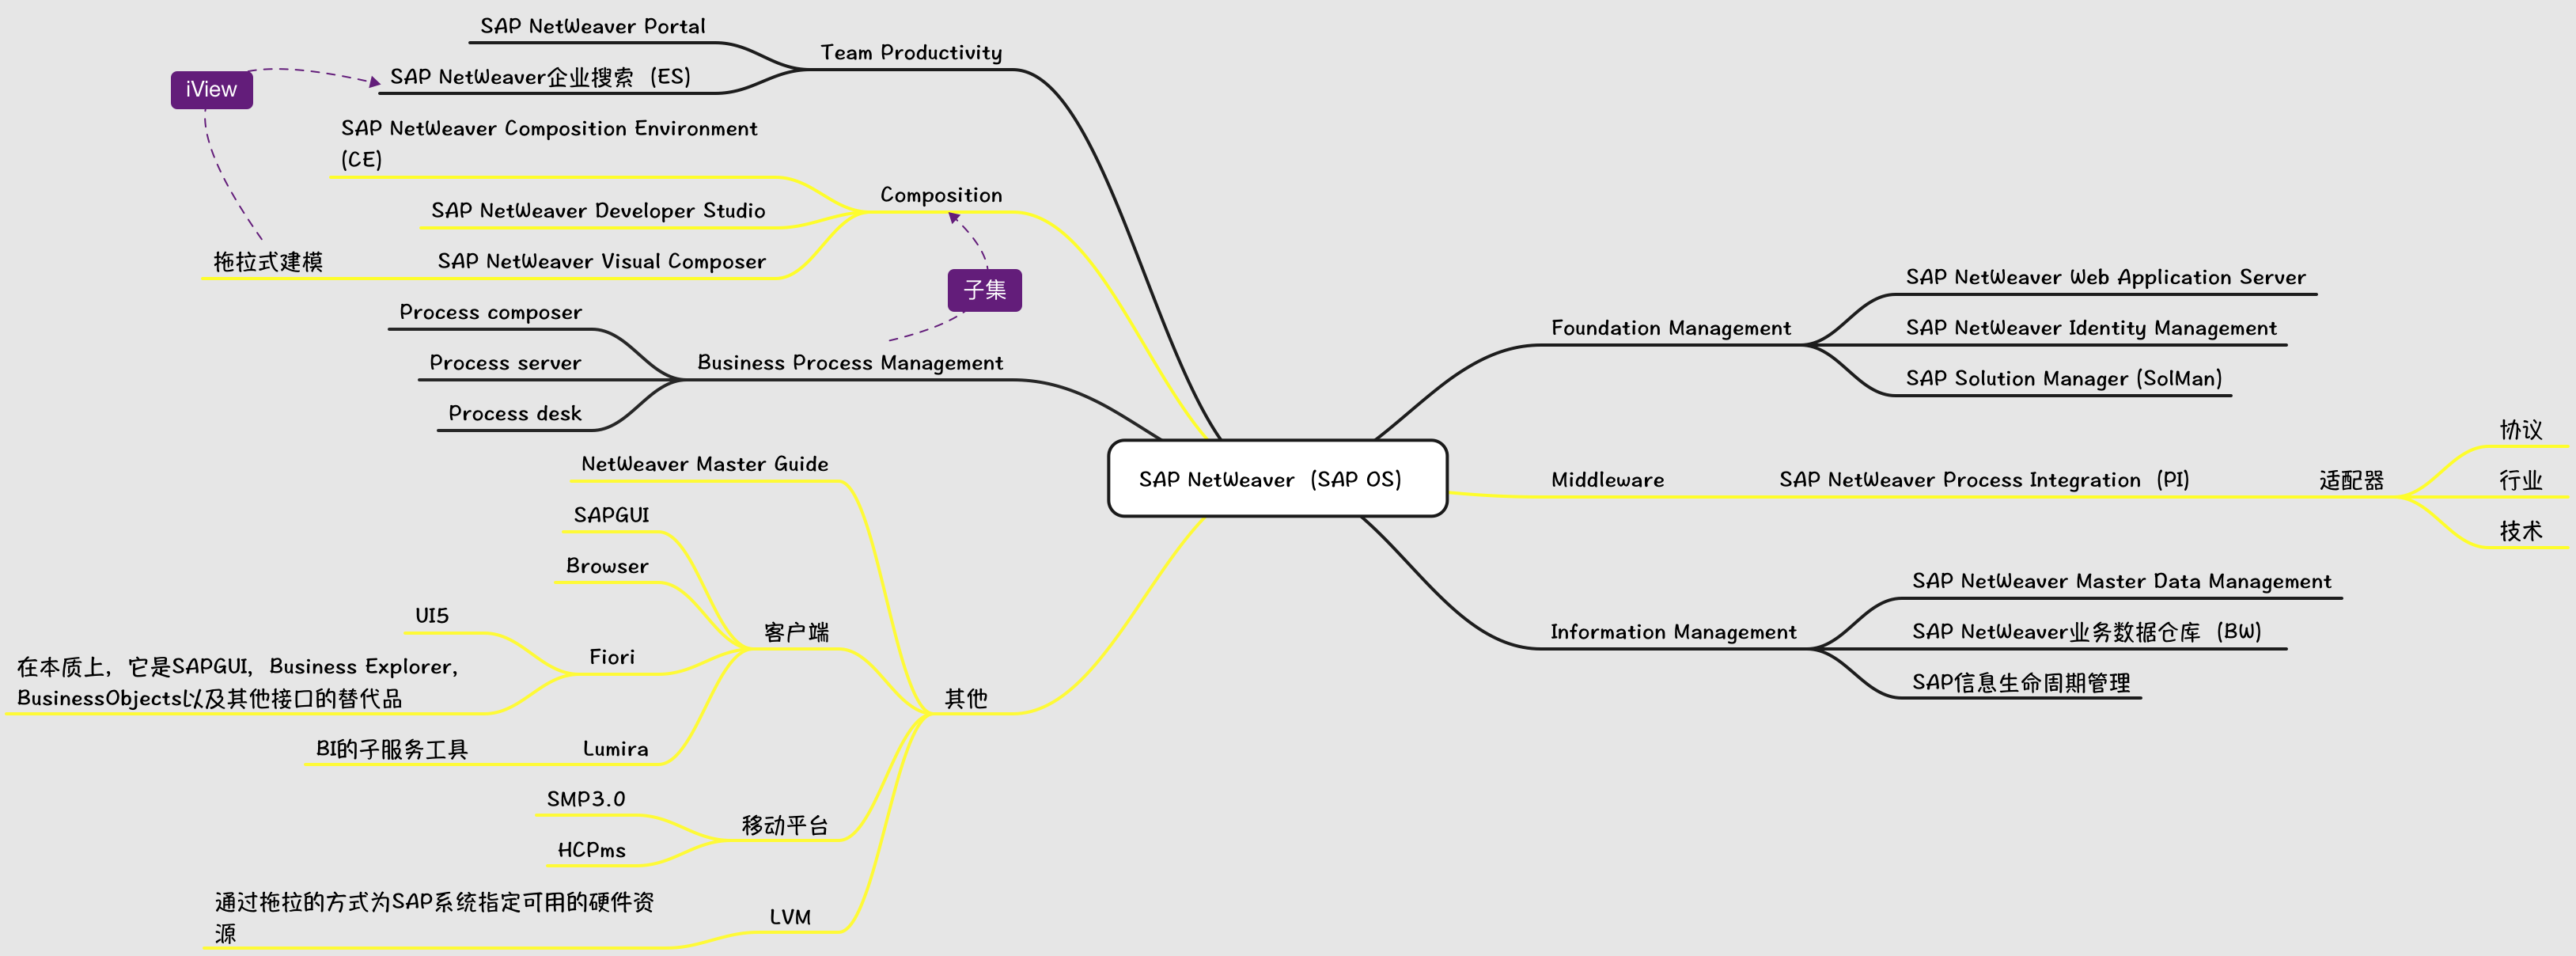 SAP NetWeaver（SAP OS）
Foundation Management
SAP NetWeaver Web Application Server
SAP NetWeaver Identity Management
SAP Solution Manager (SolMan)
Middleware
SAP NetWeaver Process Integration（PI）
适配器
协议
行业
技术
Information Management
SAP NetWeaver Master Data Management
SAP NetWeaver业务数据仓库（BW）
SAP信息生命周期管理
Team Productivity
SAP NetWeaver Portal
SAP NetWeaver企业搜索（ES）
iView
Composition
SAP NetWeaver Composition Environment
(CE)
SAP NetWeaver Developer Studio
SAP NetWeaver Visual Composer
拖拉式建模
子集
Business Process Management
Process composer
Process server
Process desk
其他
NetWeaver Master Guide
客户端
SAPGUI
Browser
Fiori
UI5
在本质上，它是SAPGUI，Business Explorer，
BusinessObjects以及其他接口的替代品
Lumira
BI的子服务工具
移动平台
SMP3.0
HCPms
LVM
通过拖拉的方式为SAP系统指定可用的硬件资
源